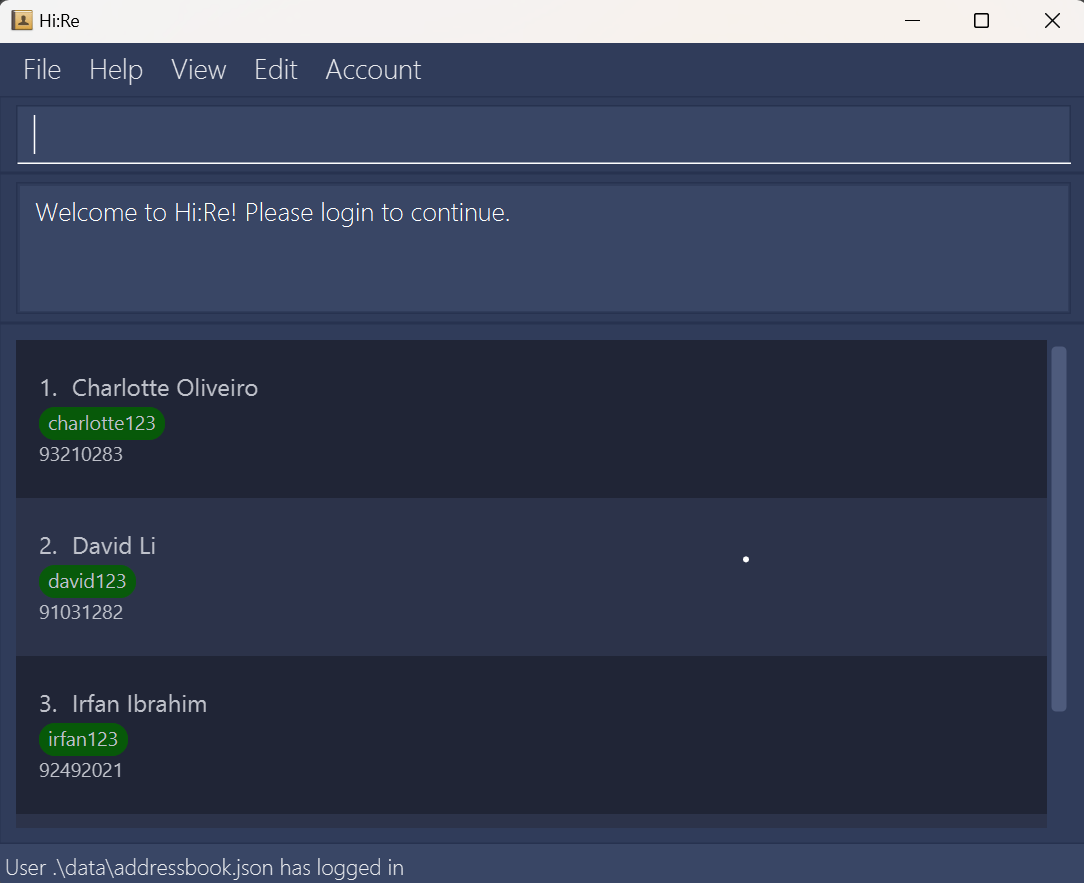 Hi:Re
File Help View Edit Account
Welcome to Hi:Re! Please login to continue.
1. Charlotte Oliveiro
charlotte123
93210283
2. David Li
david123
91031282
3. Irfan Ibrahim
irfan123
92492021
User .\data\addressbook.json has logged in